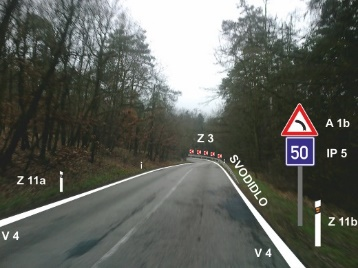 Z 3
A 1b
50
IP 5
SVODIDLO
Z 11a
Z 11b
V 4
V 4